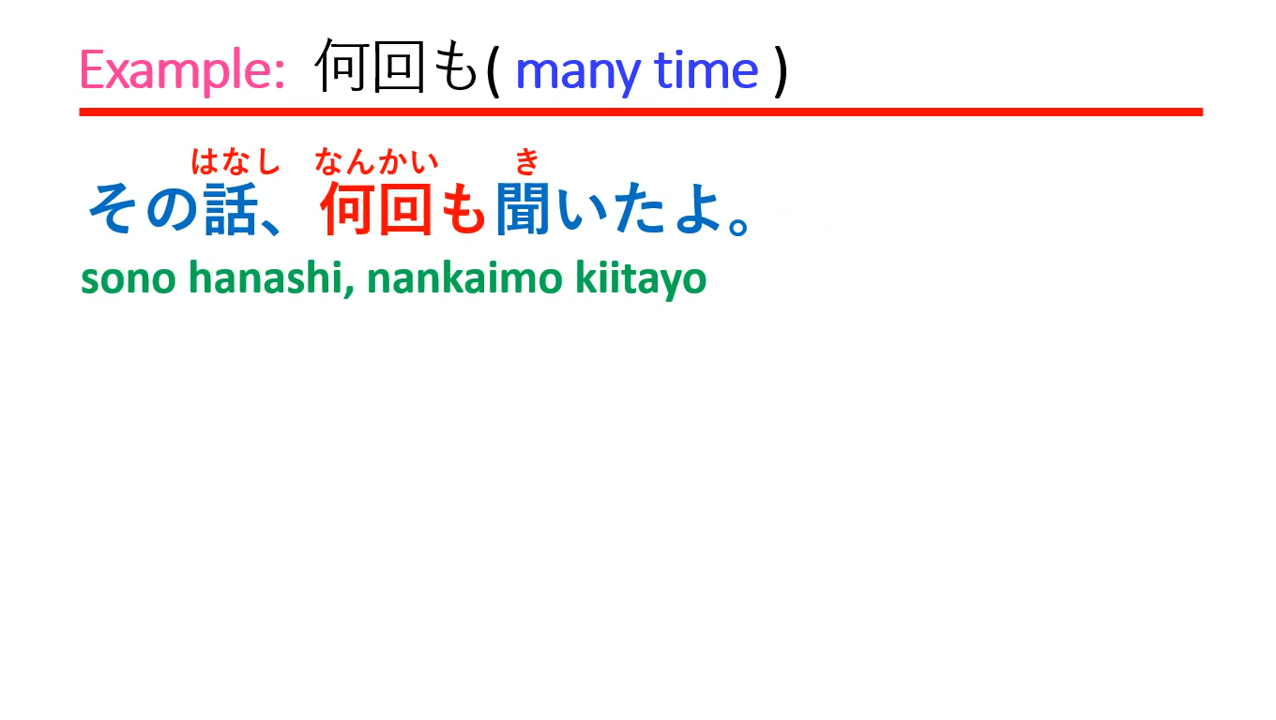 Example: 何回も( many time )
はなし なんかい き
その話、何回も聞いたよ。
sono hanashi, nankaimo kiitayo